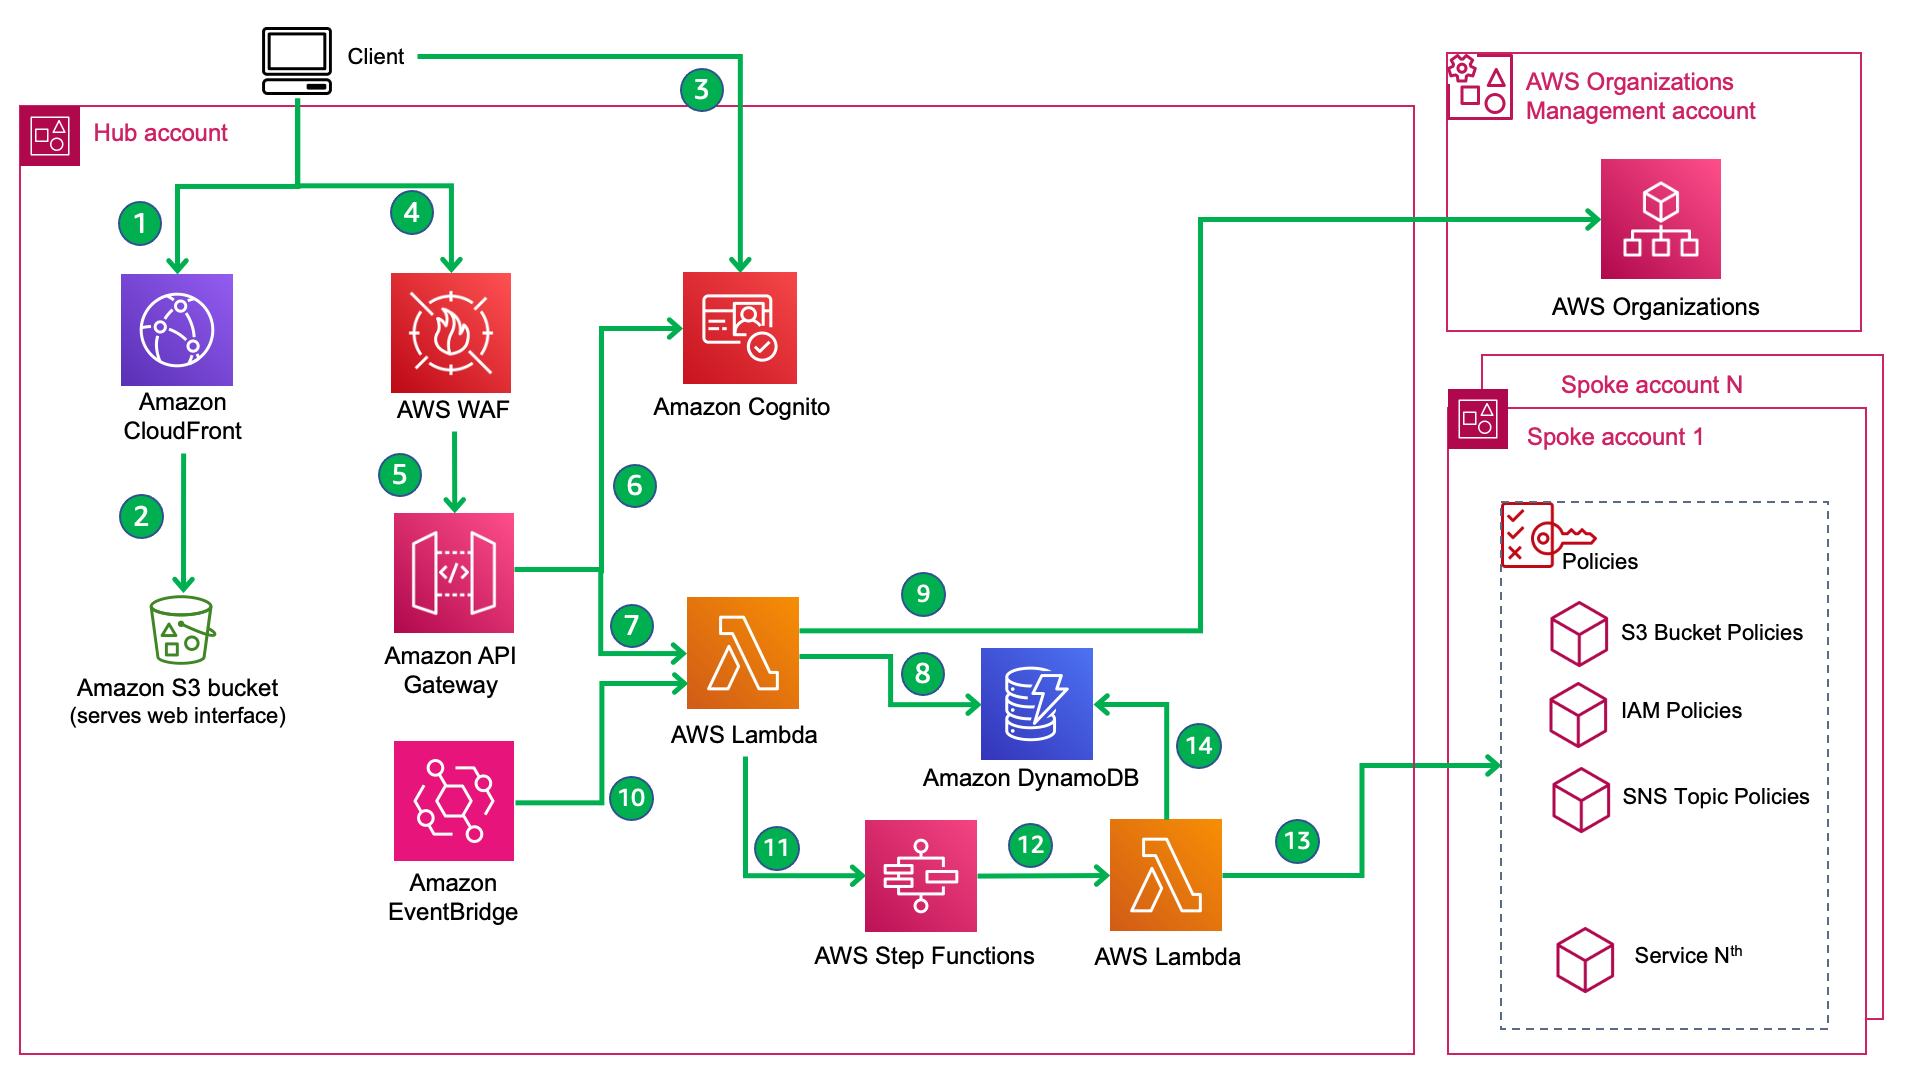 Client
3
AWS Organizations
Management account
Hub account
AWS Organizations
1
4
Amazon
CloudFront
AWS WAF
Amazon Cognito
Spoke account N
Spoke account 1
2
5
6
Policies
Amazon S3 bucket
(serves web interface)
Amazon API
Gateway
7
AWS Lambda
9
8
Amazon DynamoDB
14
S3 Bucket Policies
IAM Policies
SNS Topic Policies
Service Nth
Amazon
EventBridge
10
11
AWS Step Functions
12
AWS Lambda
13